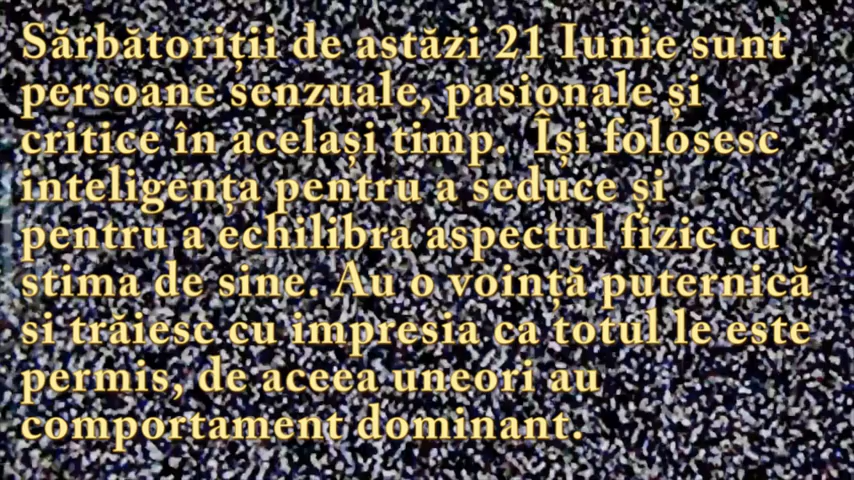 Sărbătoriții de astăzi 21 Iunie sunt
persoane senzuale, pasionale și
critice în același timp.  Își folosesc
inteligența pentru a seduce și
pentru a echilibra aspectul fizic cu
stima de sine. Au o voință puternică
si trăiesc cu impresia ca totul le este
permis, de aceea uneori au
comportament dominant.